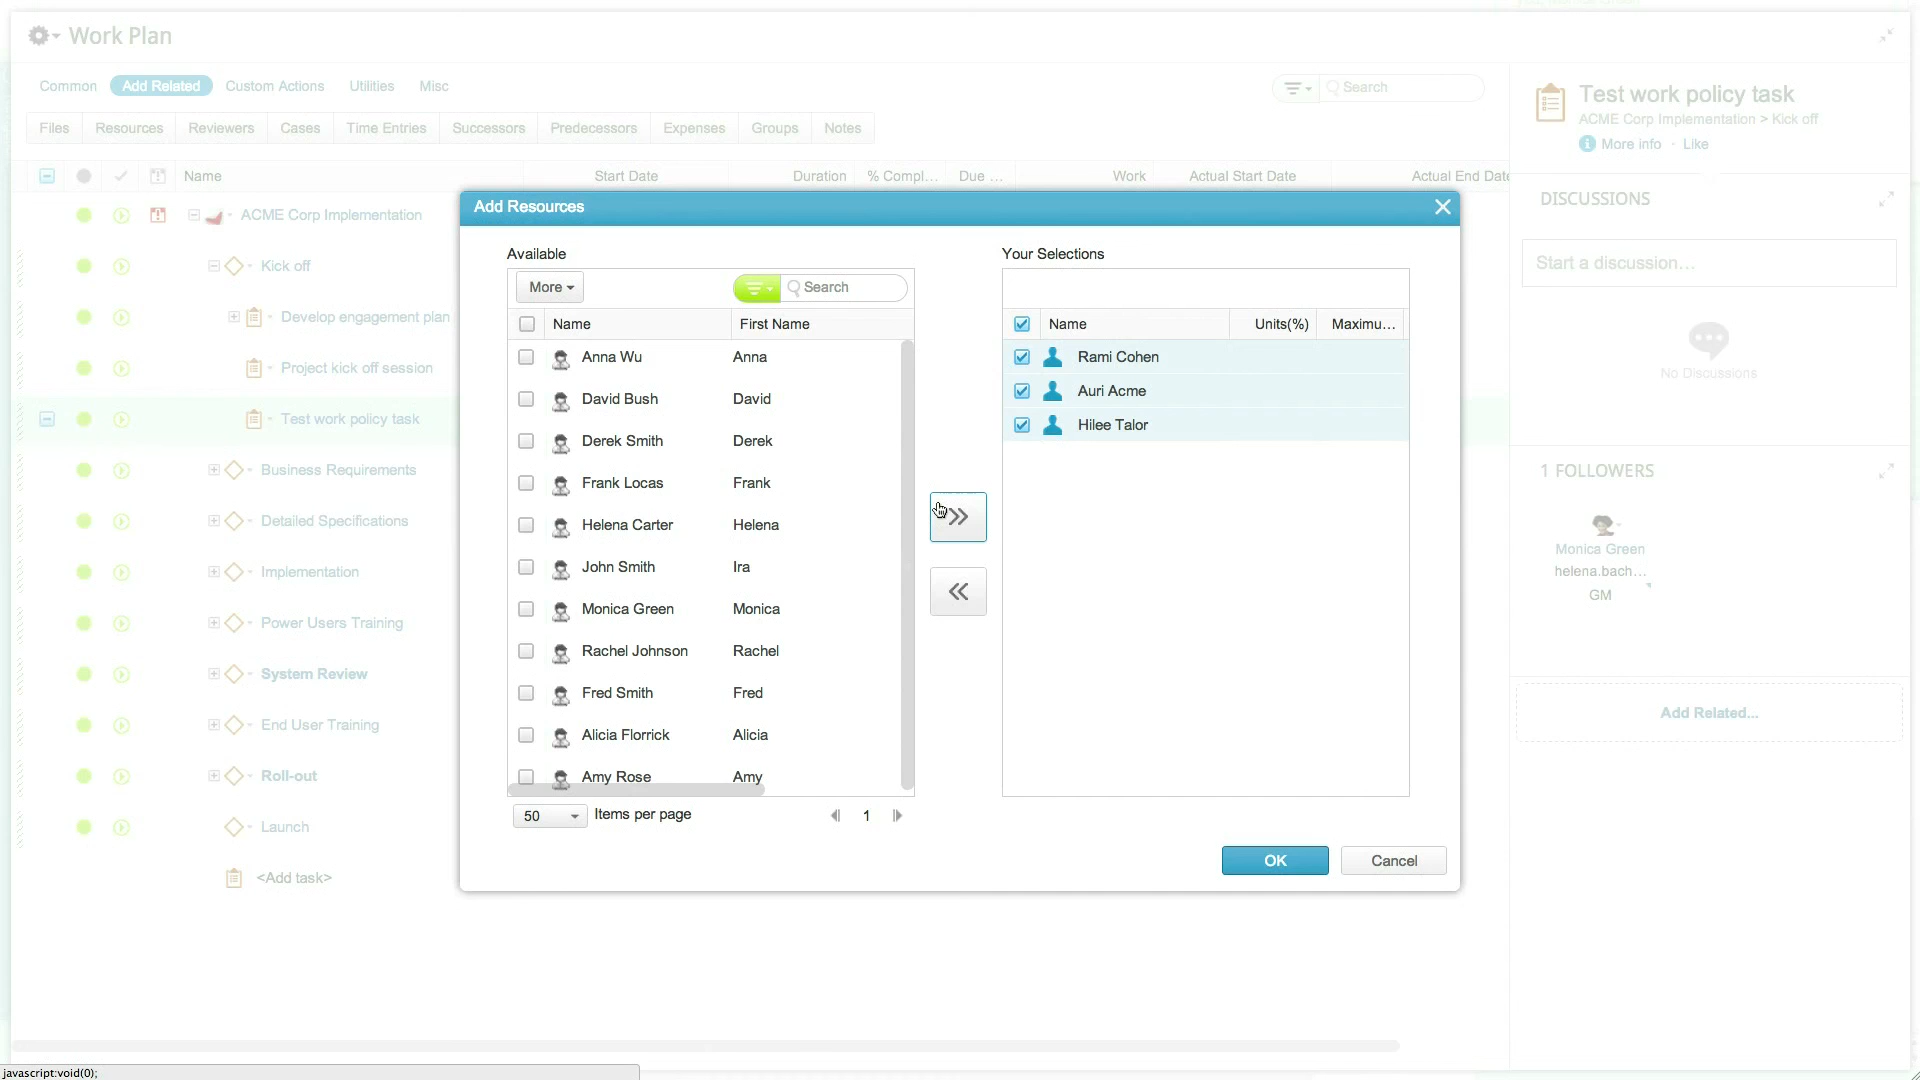 Work Plan
Common Add Related Custom Actions Utilities Misc
Search
Files Resources Reviewers Cases Time Entries Successors Predecessors Expenses Groups Notes
Name Start Date Duration % Compl... Due ... Work Actual Start Date Actual End Date
ACME Corp Implementation
Kick off
Develop engagement plan
Project kick off session
Test work policy task
Business Requirements
Detailed Specifications
Implementation
Power Users Training
System Review
End User Training
Roll-out
Launch
<Add task>
Add Resources
Available
More
Search
Name First Name
Anna Wu Anna
David Bush David
Derek Smith Derek
Frank Locas Frank
Helena Carter Helena
John Smith Ira
Monica Green Monica
Rachel Johnson Rachel
Fred Smith Fred
Alicia Florrick Alicia
Amy Rose Amy
50 Items per page 1
Your Selections
Name Units(%) Maximu...
Rami Cohen
Auri Acme
Hilee Talor
OK Cancel
Test work policy task
ACME Corp Implementation > Kick off
More info · Like
DISCUSSIONS
Start a discussion...
No Discussions
1 FOLLOWERS
Monica Green
helena.bach...
GM
Add Related...
javascript:void(0);